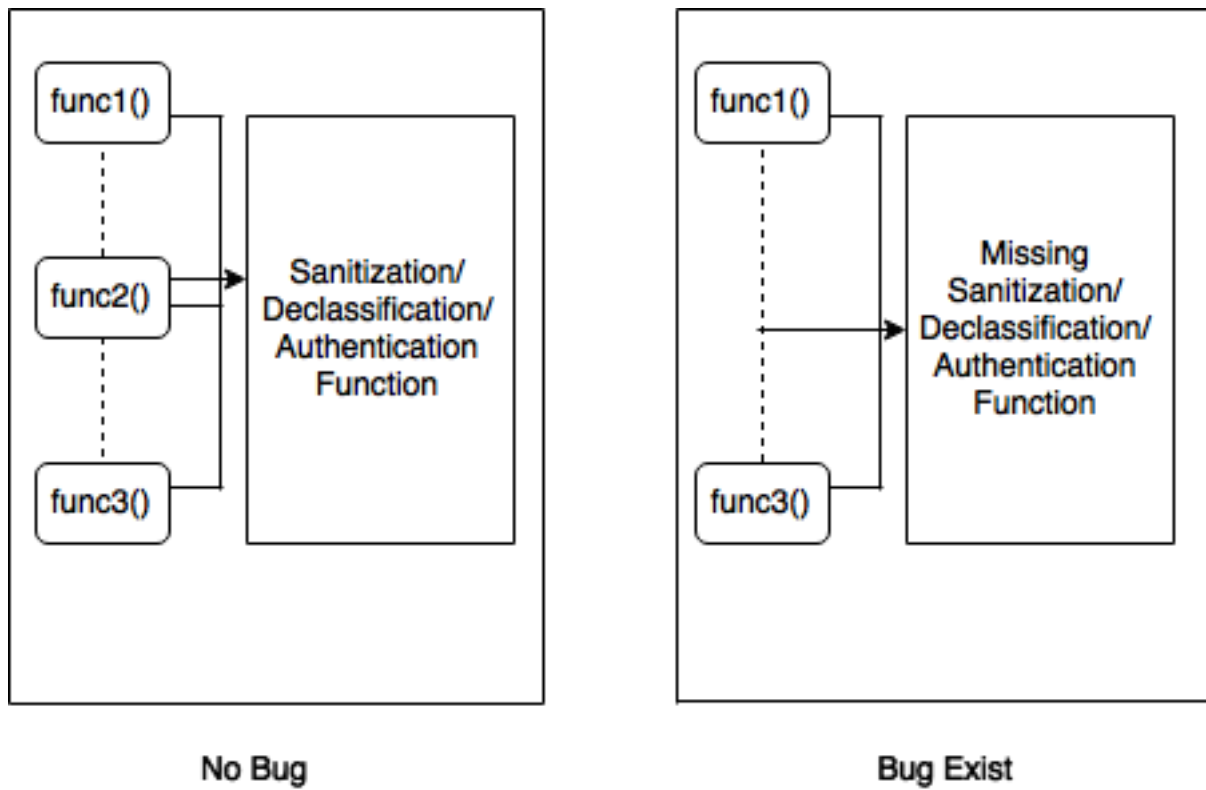 func1()
func2()
func3()
Sanitization/
Declassification/
Authentication
Function
No Bug
func1()
func3()
Missing
Sanitization/
Declassification/
Authentication
Function
Bug Exist